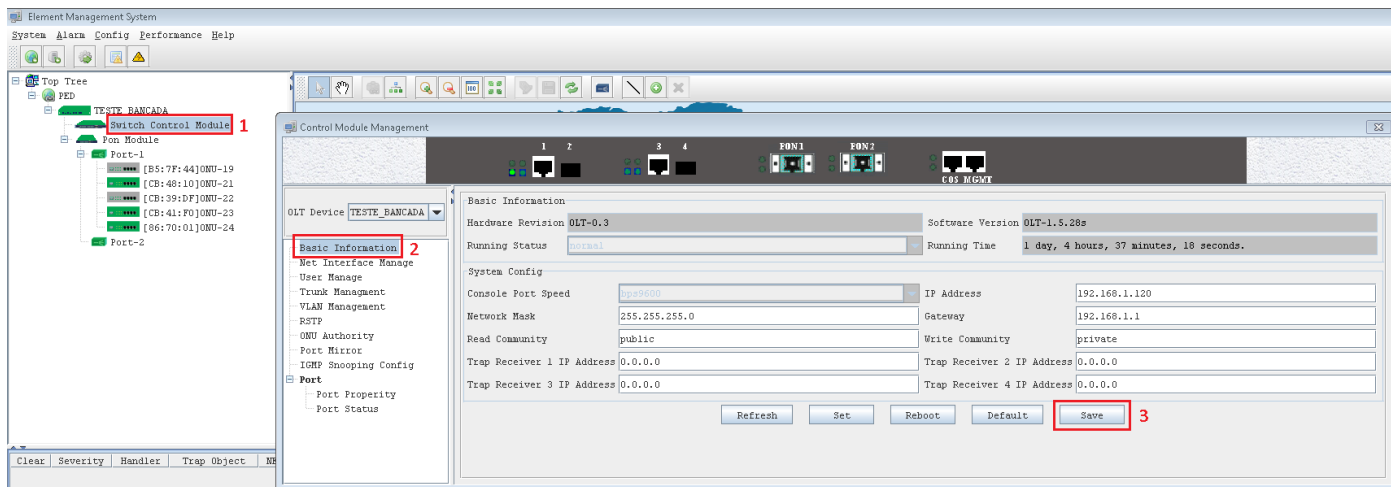 Element Management System
System Alarm Config Performance Help
Top Tree
PED
TESTE_BANCADA
Switch Control Module 1
Pon Module
Port-1
[B5:7F:44]ONU-19
[CB:48:10]ONU-21
[CB:39:DF]ONU-22
[CB:41:F0]ONU-23
[86:70:01]ONU-24
Port-2
Clear Severity Handler Trap Object NE
100
Control Module Management
1 2 3 4 PON1 PON2
COS MGMT
OLT Device TESTE_BANCADA
Basic Information 2
Net Interface Manage
User Manage
Trunk Managment
VLAN Management
RSTP
ONU Authority
Port Mirror
IGMP Snooping Config
Port
Port Properity
Port Status
Basic Information
Hardware Revision OLT-0.3 Software Version OLT-1.5.28s
Running Status normal Running Time 1 day, 4 hours, 37 minutes, 18 seconds.
System Config
Console Port Speed bps9600 IP Address 192.168.1.120
Network Mask 255.255.255.0 Gateway 192.168.1.1
Read Community public Write Community private
Trap Receiver 1 IP Address 0.0.0.0 Trap Receiver 2 IP Address 0.0.0.0
Trap Receiver 3 IP Address 0.0.0.0 Trap Receiver 4 IP Address 0.0.0.0
Refresh Set Reboot Default Save 3